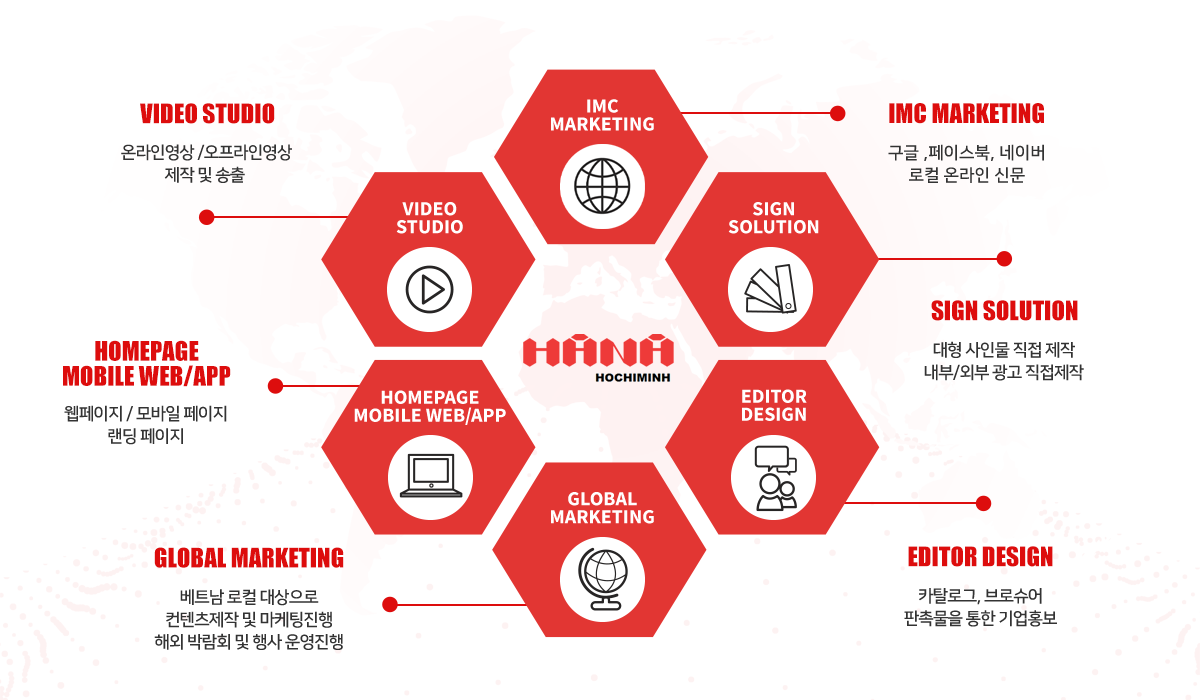 IMC
MARKETING
VIDEO STUDIO
온라인영상 /오프라인영상
제작 및 송출
IMC MARKETING
구글 ,페이스북, 네이버
로컬 온라인 신문
VIDEO
STUDIO
SIGN
SOLUTION
SIGN SOLUTION
대형 사인물 직접 제작
내부/외부 광고 직접제작
HANA
HOCHIMINH
HOMEPAGE
MOBILE WEB/APP
웹페이지 / 모바일 페이지
랜딩 페이지
HOMEPAGE
MOBILE WEB/APP
EDITOR
DESIGN
GLOBAL
MARKETING
GLOBAL MARKETING
베트남 로컬 대상으로
컨텐츠제작 및 마케팅진행
해외 박람회 및 행사 운영진행
EDITOR DESIGN
카탈로그, 브로슈어
판촉물을 통한 기업홍보